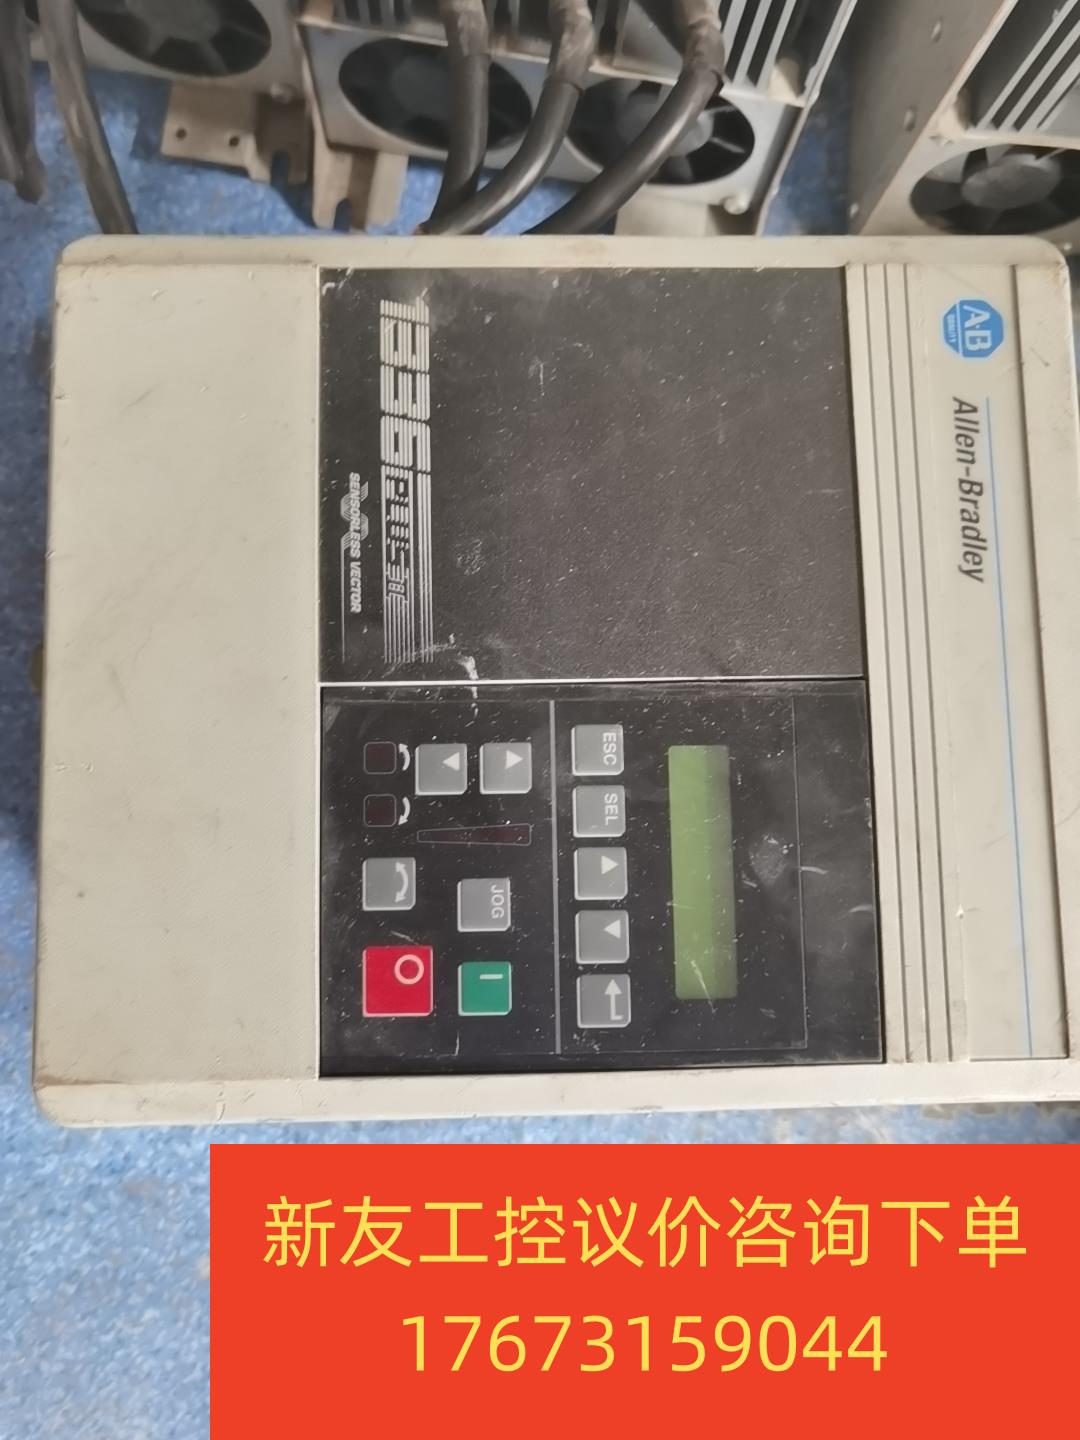 A-B
QUALITY
Allen-Bradley
1336 PLUS II
SENSORLESS VECTOR
ESC
SEL
JOG
新友工控议价咨询下单
17673159044